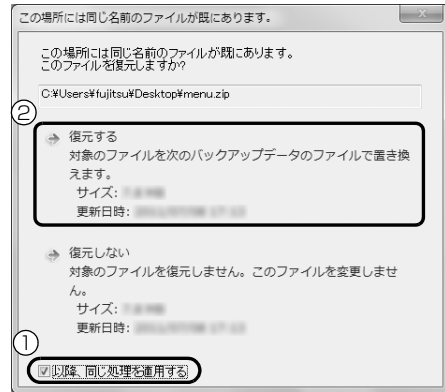 この場所には同じ名前のファイルが既にあります。
この場所には同じ名前のファイルが既にあります。
このファイルを復元しますか?
C:¥Users¥fujitsu¥Desktop¥menu.zip
②
復元する
対象のファイルを次のバックアップデータのファイルで置き換
えます。
サイズ:
更新日時:
復元しない
対象のファイルを復元しません。このファイルを変更しませ
ん。
サイズ:
更新日時:
①
以降、同じ処理を適用する